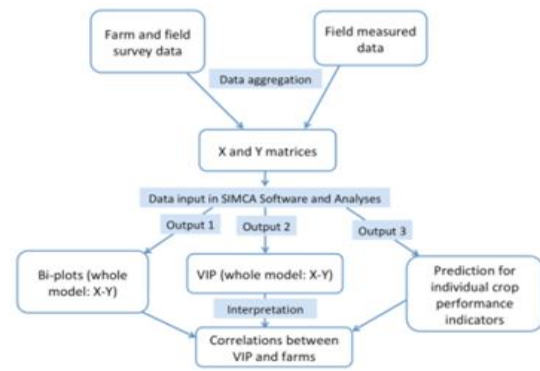 Farm and field
survey data
Field measured
data
Data aggregation
X and Y matrices
Data input in SIMCA Software and Analyses
Output 1
Output 2
Output 3
Bi-plots (whole
model: X-Y)
VIP (whole model: X-Y)
Prediction for
individual crop
performance
indicators
Interpretation
Correlations between
VIP and farms